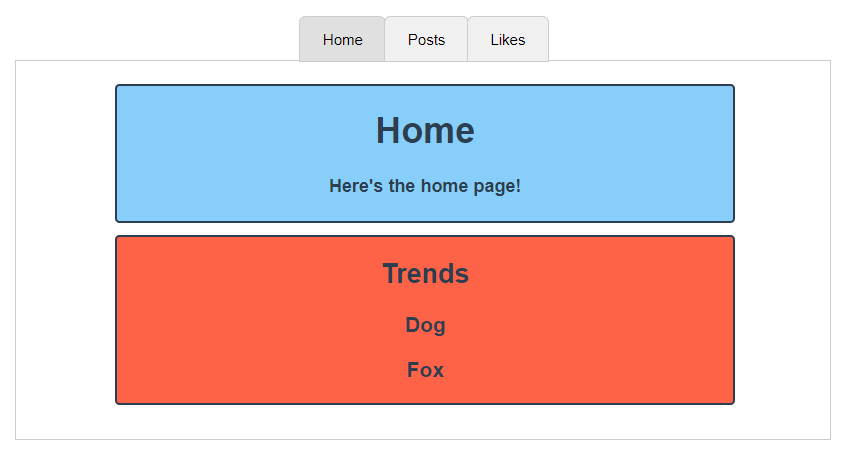 Home
Posts
Likes
Home
Here's the home page!
Trends
Dog
Fox